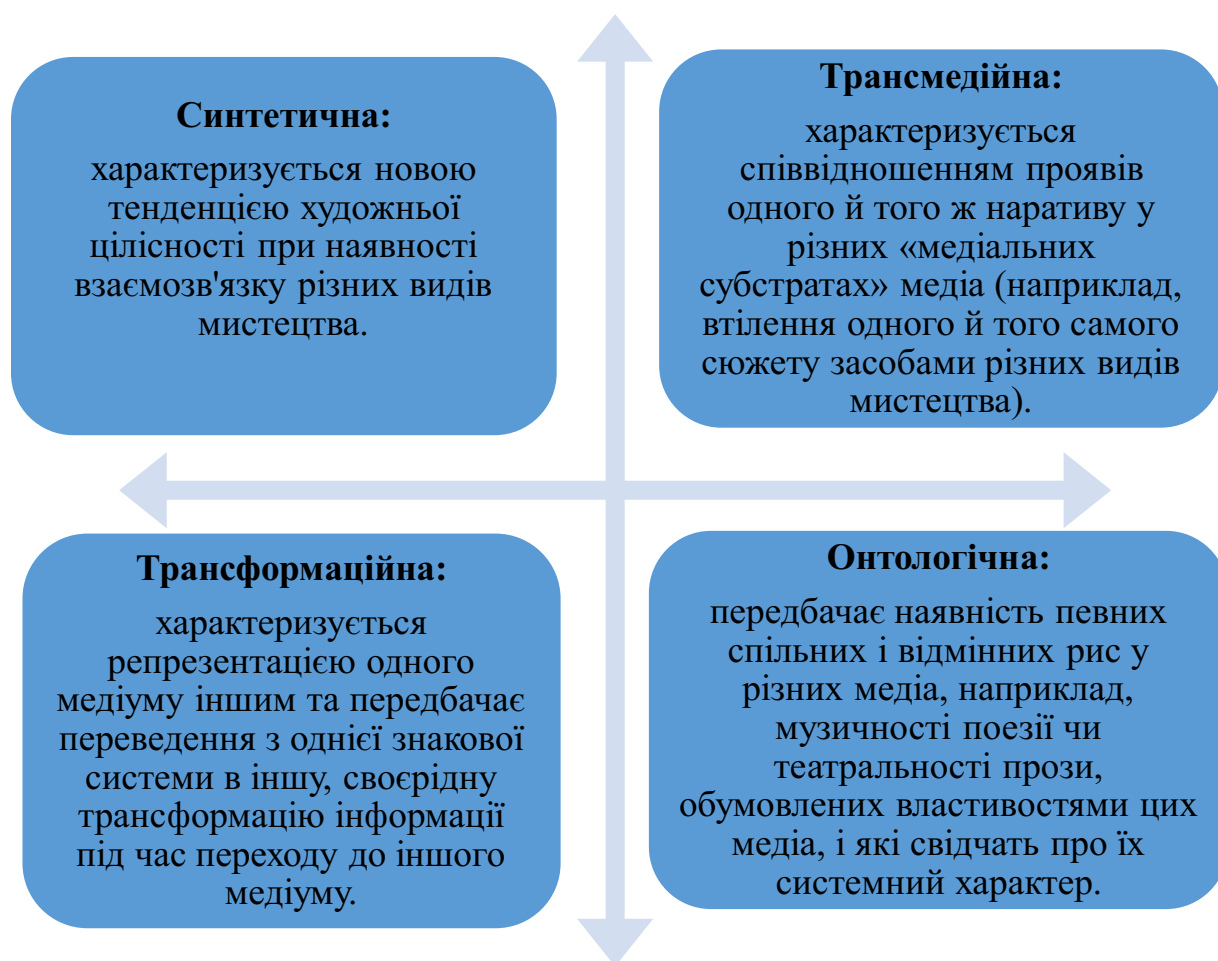 Синтетична:
характеризується новою
тенденцією художньої
цілісності при наявності
взаємозв'язку різних видів
мистецтва.
Трансмедійна:
характеризується
співвідношенням проявів
одного й того ж наративу у
різних «медіальних
субстратах» медіа (наприклад,
втілення одного й того самого
сюжету засобами різних видів
мистецтва).
Трансформаційна:
характеризується
репрезентацією одного
медіуму іншим та передбачає
переведення з однієї знакової
системи в іншу, своєрідну
трансформацію інформації
під час переходу до іншого
медіуму.
Онтологічна:
передбачає наявність певних
спільних і відмінних рис у
різних медіа, наприклад,
музичності поезії чи
театральності прози,
обумовлених властивостями цих
медіа, і які свідчать про їх
системний характер.